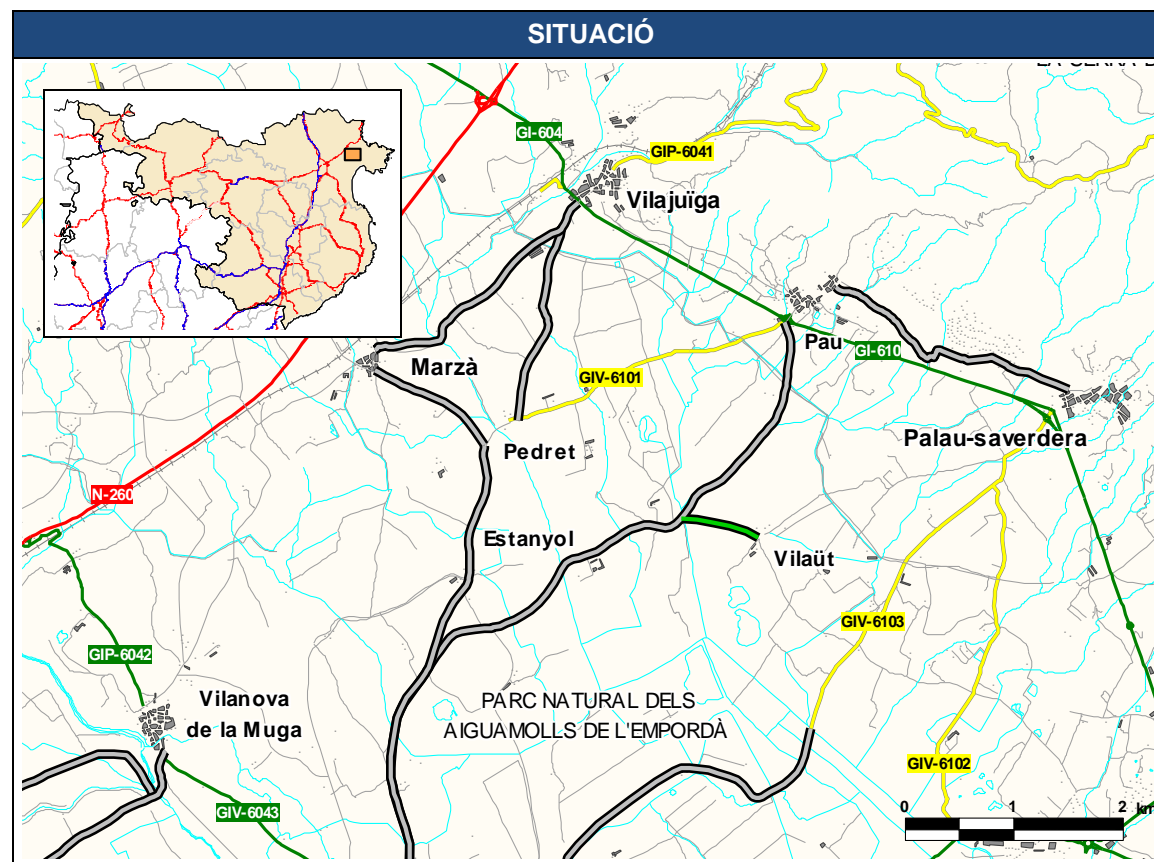 SITUACIÓ
GI-604
GIP-6041
Vilajuïga
Marzà
Pau
GI-610
GIV-6101
Palau-saverdera
Pedret
N-260
Estanyol
Vilaüt
GIV-6103
GIP-6042
Vilanova
de la Muga
PARC NATURAL DELS
AIGUAMOLLS DE L'EMPORDÀ
GIV-6102
GIV-6043
0 1 2 km